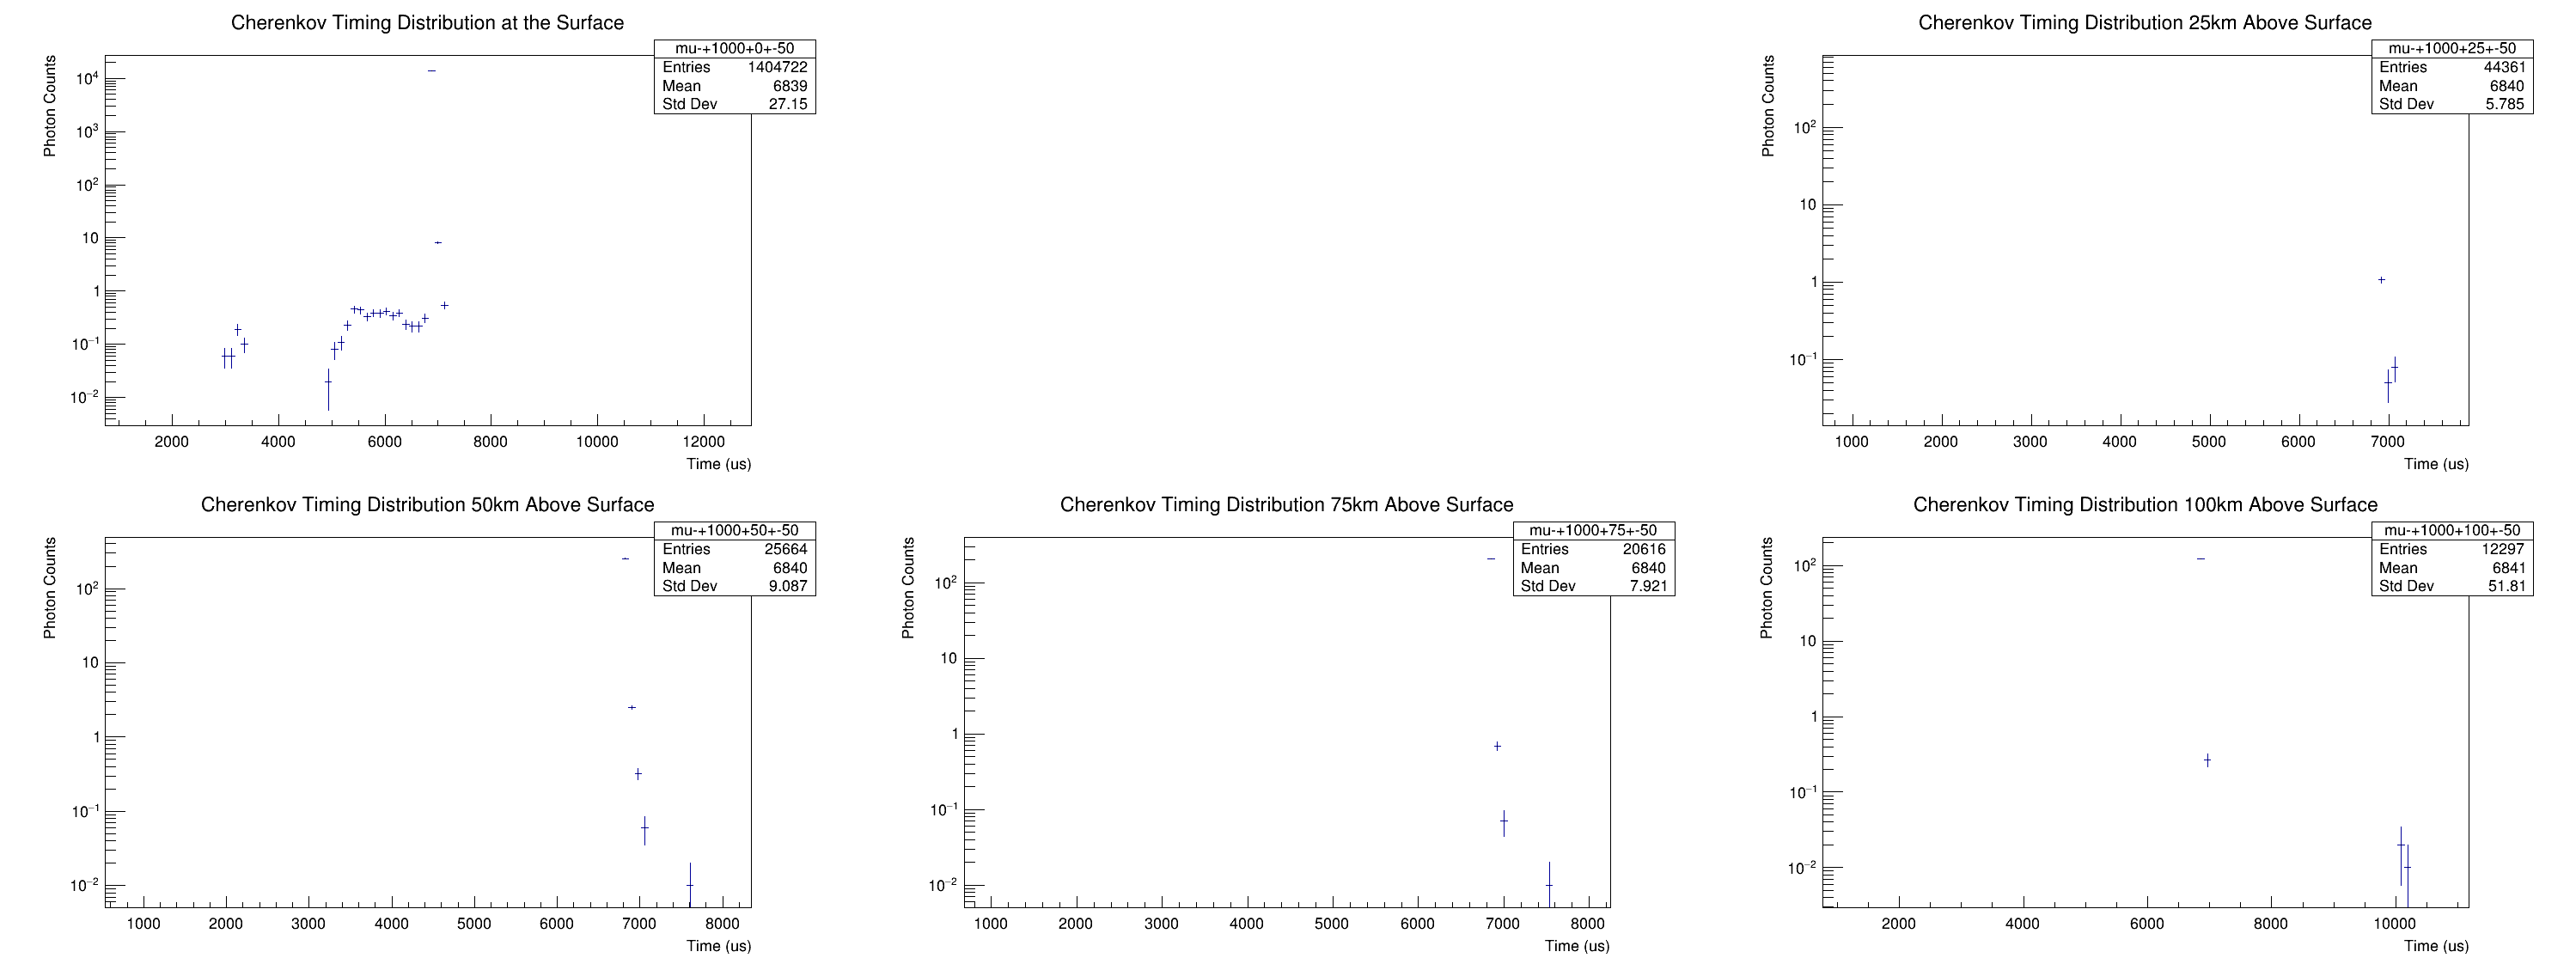 Cherenkov Timing Distribution at the Surface
mu-+1000+0+-50
Entries 1404722
Mean 6839
Std Dev 27.15
Photon Counts
10⁴
10³
10²
10
1
10⁻¹
10⁻²
2000 4000 6000 8000 10000 12000
Time (us)
Cherenkov Timing Distribution 25km Above Surface
mu-+1000+25+-50
Entries 44361
Mean 6840
Std Dev 5.785
Photon Counts
10²
10
1
10⁻¹
1000 2000 3000 4000 5000 6000 7000
Time (us)
Cherenkov Timing Distribution 50km Above Surface
mu-+1000+50+-50
Entries 25664
Mean 6840
Std Dev 9.087
Photon Counts
10²
10
1
10⁻¹
10⁻²
1000 2000 3000 4000 5000 6000 7000 8000
Time (us)
Cherenkov Timing Distribution 75km Above Surface
mu-+1000+75+-50
Entries 20616
Mean 6840
Std Dev 7.921
Photon Counts
10²
10
1
10⁻¹
10⁻²
1000 2000 3000 4000 5000 6000 7000 8000
Time (us)
Cherenkov Timing Distribution 100km Above Surface
mu-+1000+100+-50
Entries 12297
Mean 6841
Std Dev 51.81
Photon Counts
10²
10
1
10⁻¹
10⁻²
2000 4000 6000 8000 10000
Time (us)